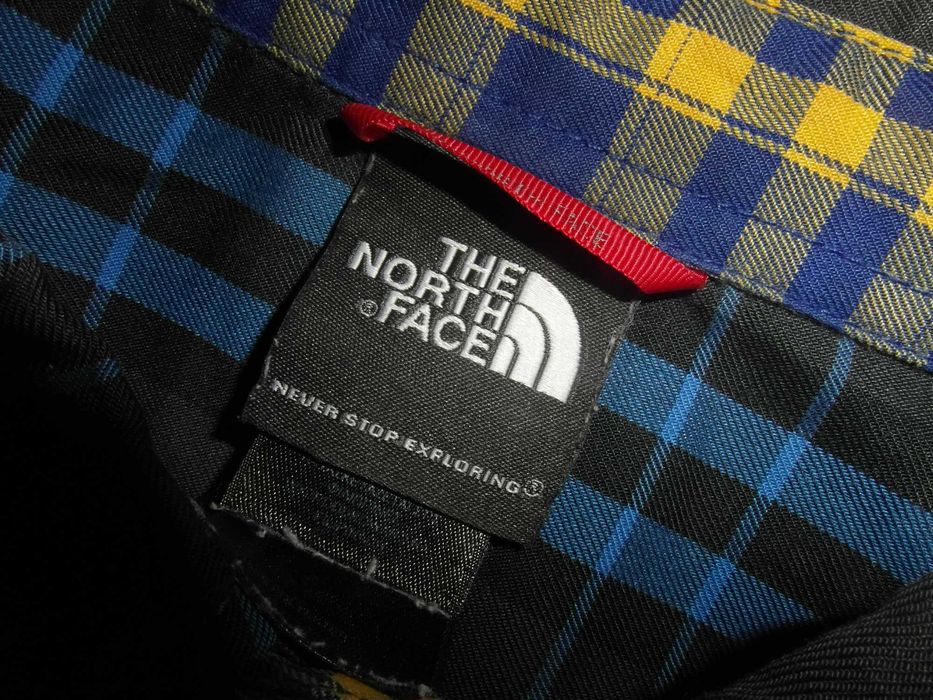 THE
NORTH
® FACE
NEVER STOP EXPLORING®